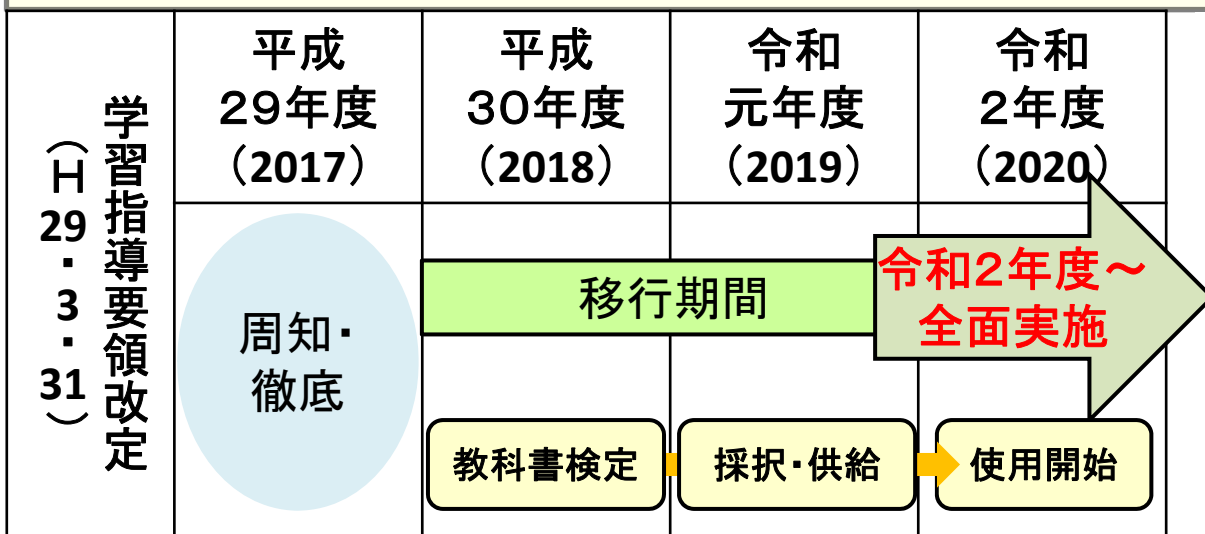 学習指導要領改定
（H29・3・31）
平成
29年度
（2017）
平成
30年度
（2018）
令和
元年度
（2019）
令和
2年度
（2020）
周知・
徹底
移行期間
令和2年度～
全面実施
教科書検定
採択・供給
使用開始